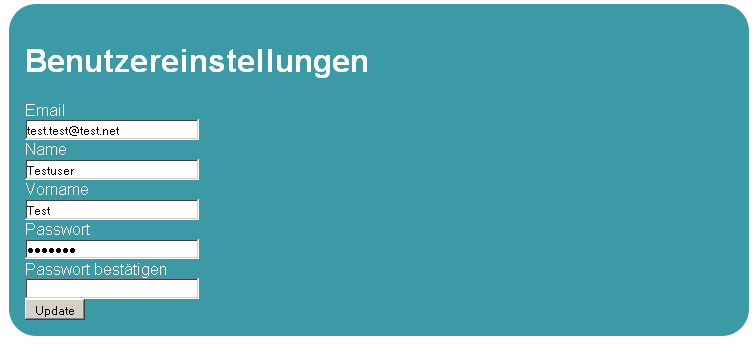 Benutzereinstellungen
Email
test.test@test.net
Name
Testuser
Vorname
Test
Passwort
•••••••
Passwort bestätigen
Update